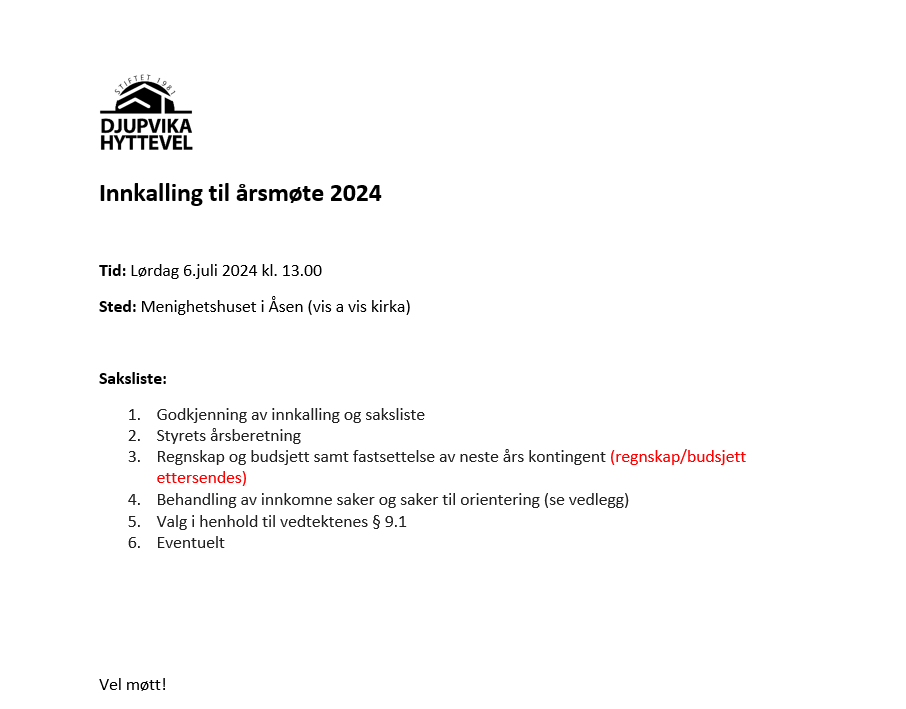 STIFTET 1981
DJUPVIKA
HYTTEVEL
Innkalling til årsmøte 2024
Tid: Lørdag 6.juli 2024 kl. 13.00
Sted: Menighetshuset i Åsen (vis a vis kirka)
Saksliste:
1. Godkjenning av innkalling og saksliste
2. Styrets årsberetning
3. Regnskap og budsjett samt fastsettelse av neste års kontingent (regnskap/budsjett
ettersendes)
4. Behandling av innkomne saker og saker til orientering (se vedlegg)
5. Valg i henhold til vedtektenes § 9.1
6. Eventuelt
Vel møtt!